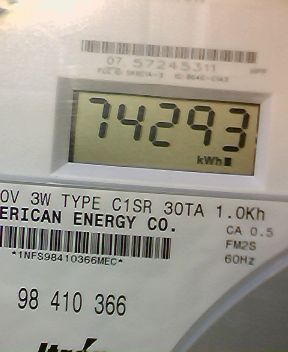 07 57245311
74293
kWh
0V 3W TYPE C1SR 30TA 1.0Kh
ERICAN ENERGY CO.
CA 0.5
FM2S
*1NFS98410366MEC*
60Hz
98 410 366
Itron